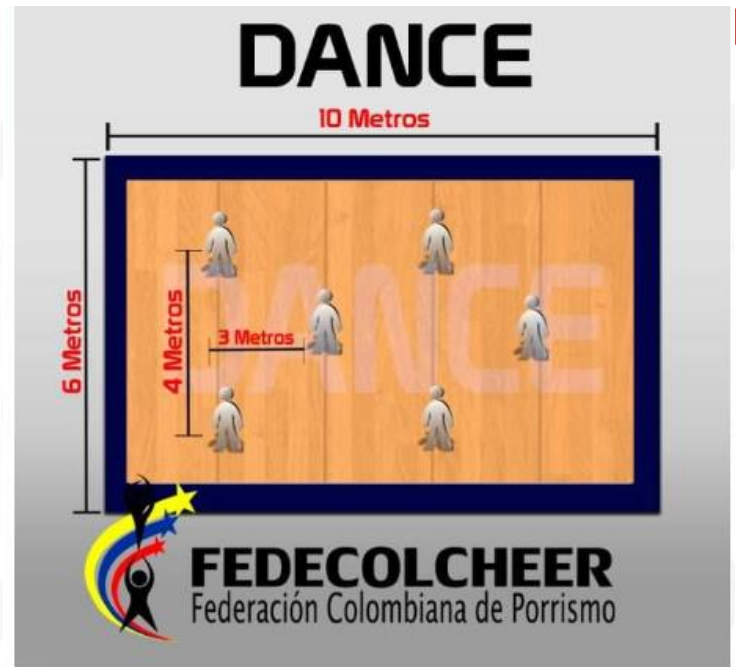 DANCE
10 Metros
6 Metros
4 Metros
3 Metros
DANCE
FEDECOLCHEER
Federación Colombiana de Porrismo